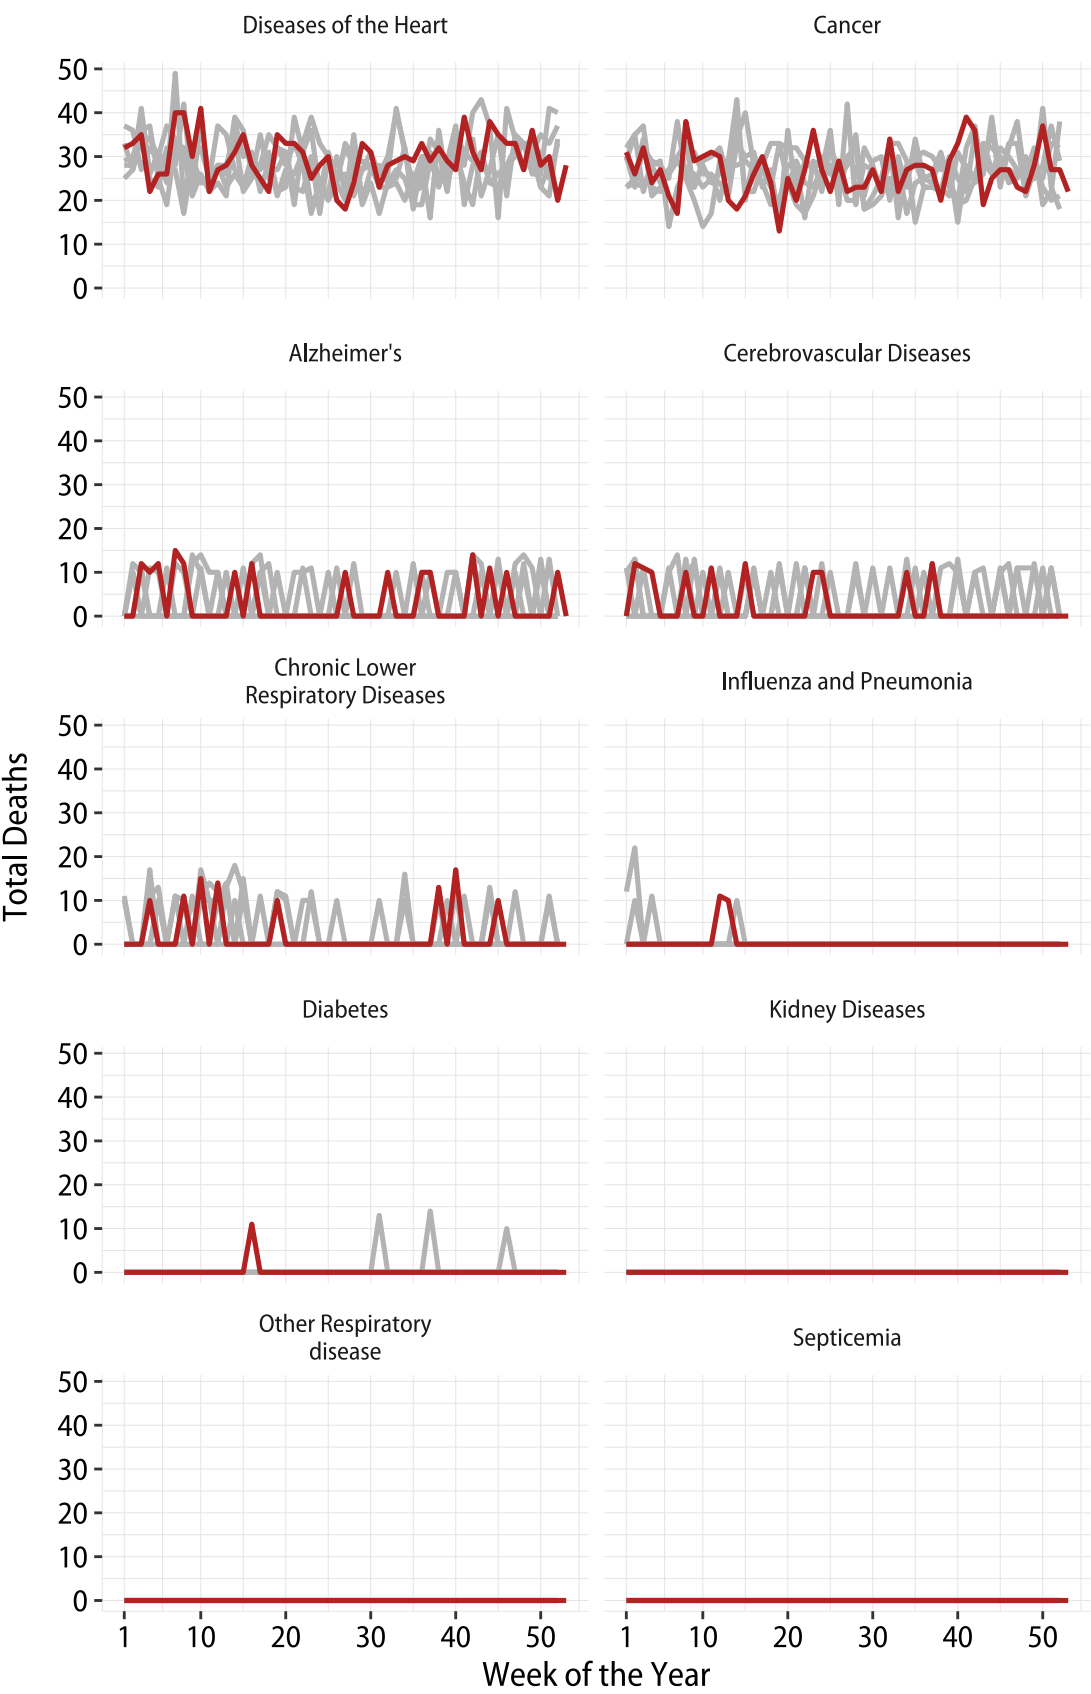 Diseases of the Heart
Cancer
50
40
30
20
10
0
Alzheimer's
Cerebrovascular Diseases
50
40
30
20
10
0
Chronic Lower
Respiratory Diseases
Influenza and Pneumonia
50
40
30
20
10
0
Diabetes
Kidney Diseases
50
40
30
20
10
0
Other Respiratory
disease
Septicemia
50
40
30
20
10
0
1 10 20 30 40 50
1 10 20 30 40 50
Week of the Year
Total Deaths